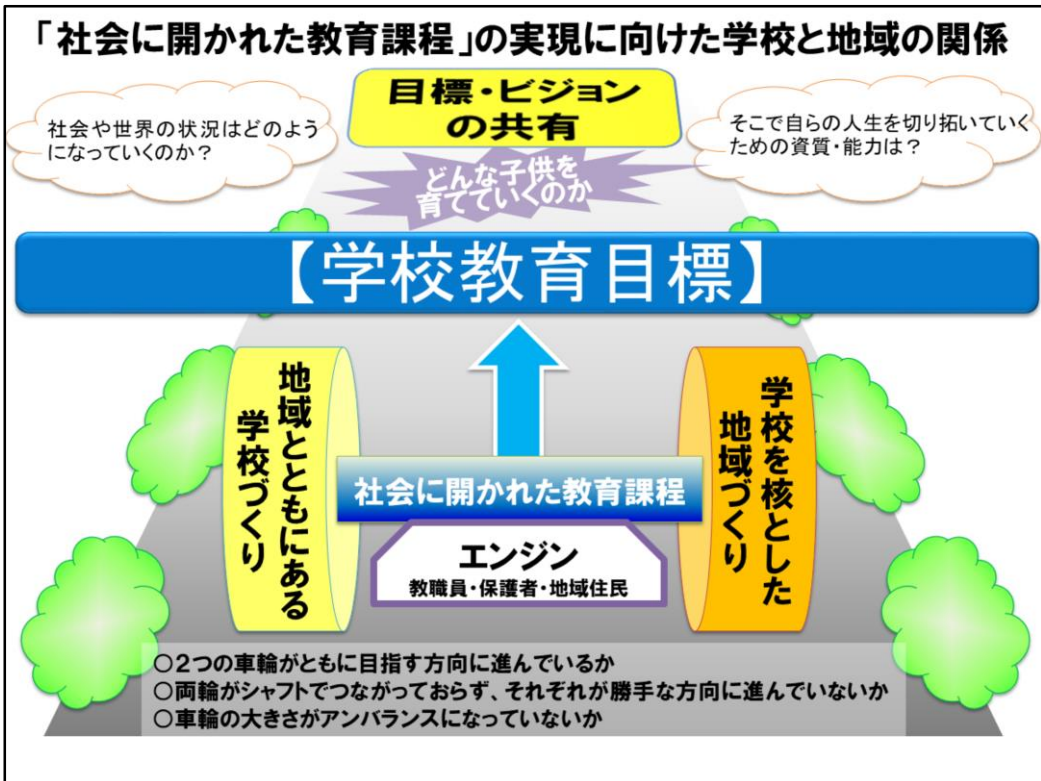 「社会に開かれた教育課程」の実現に向けた学校と地域の関係
目標・ビジョン
の共有
社会や世界の状況はどのよう
になっていくのか？
そこで自らの人生を切り拓いていく
ための資質・能力は？
どんな子供を
育てていくのか
【学校教育目標】
地域とともにある
学校づくり
学校を核とした
地域づくり
社会に開かれた教育課程
エンジン
教職員・保護者・地域住民
○２つの車輪がともに目指す方向に進んでいるか
○両輪がシャフトでつながっておらず、それぞれが勝手な方向に進んでいないか
○車輪の大きさがアンバランスになっていないか